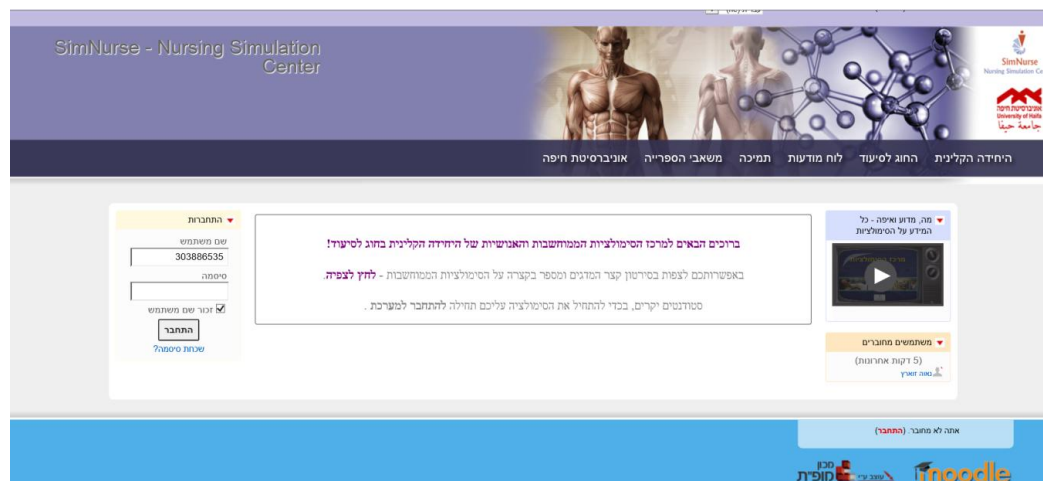 SimNurse - Nursing Simulation
Center
SimNurse
Nursing Simulation Ce
אוניברסיטת חיפה
University of Haifa
جامعة حيفا
היחידה הקלינית החוג לסיעוד לוח מודעות תמיכה משאבי הספרייה אוניברסיטת חיפה
מה, מדוע ואיפה - כל
המידע על הסימולציות
משתמשים מחוברים
(5 דקות אחרונות)
נאוה זוארץ
ברוכים הבאים למרכז הסימולציות הממוחשבות והאנושיות של היחידה הקלינית בחוג לסיעוד!
באפשרותכם לצפות בסירטון קצר המדגים ומספר בקצרה על הסימולציות הממוחשבות - לחץ לצפיה.
סטודנטים יקרים, בכדי להתחיל את הסימולציה עליכם תחילה להתחבר למערכת .
התחברות
שם משתמש
303886535
סיסמה
זכור שם משתמש
התחבר
שכחת סיסמה?
אתה לא מחובר. (התחבר)
moodle
עוצב ע"י
מכון
מופ"ת